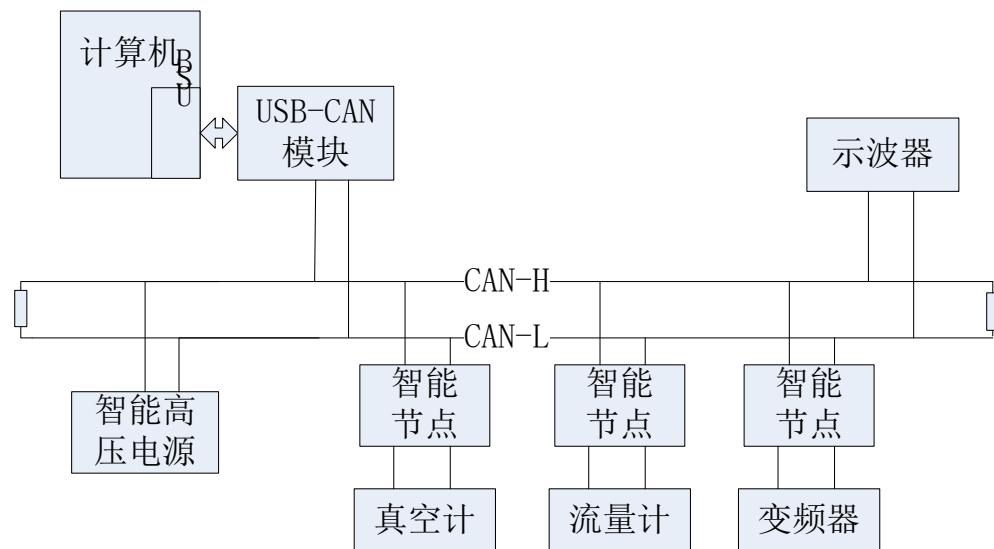 计算机
BSU
USB-CAN
模块
示波器
CAN-H
CAN-L
智能高
压电源
智能
节点
智能
节点
智能
节点
真空计
流量计
变频器